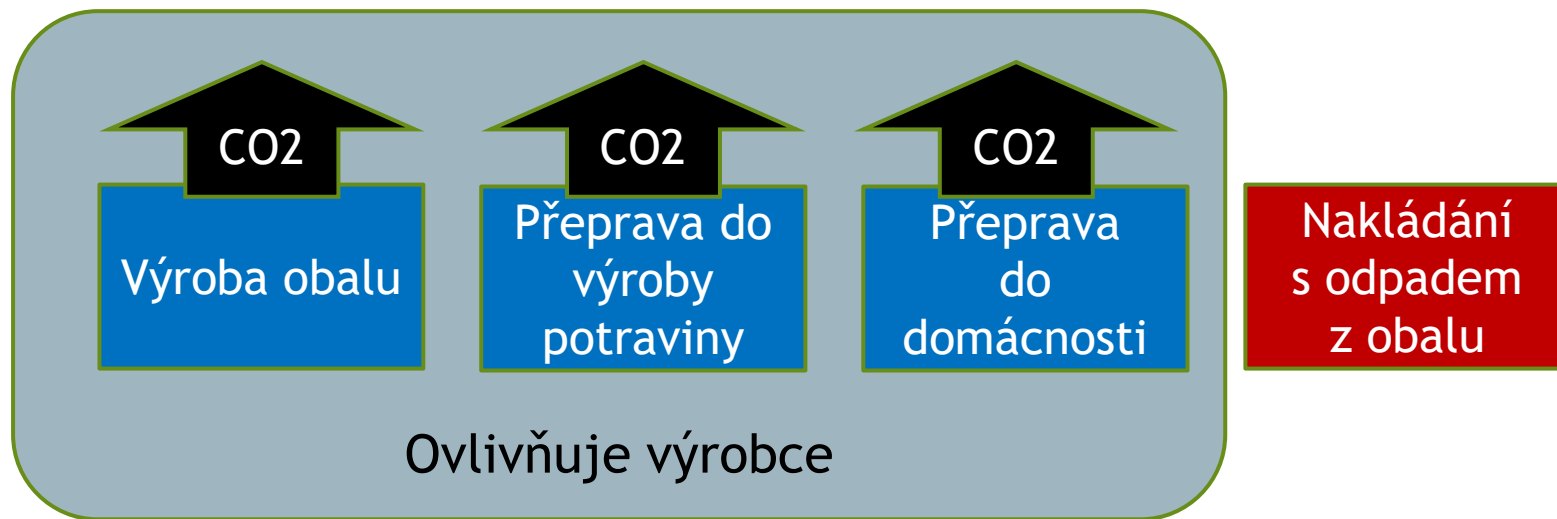 CO2
Výroba obalu
CO2
Přeprava do
výroby
potraviny
CO2
Přeprava
do
domácnosti
Nakládání
s odpadem
z obalu
Ovlivňuje výrobce